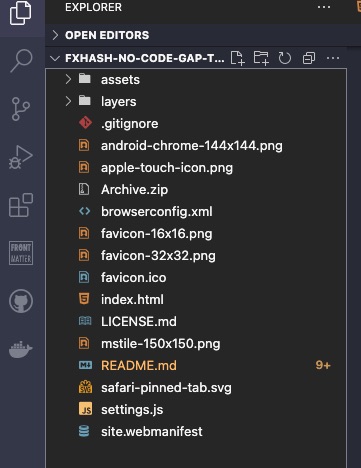 EXPLORER
OPEN EDITORS
FXHASH-NO-CODE-GAP-T...
assets
layers
.gitignore
android-chrome-144x144.png
apple-touch-icon.png
Archive.zip
browserconfig.xml
favicon-16x16.png
favicon-32x32.png
favicon.ico
index.html
FRONT
MATTER
LICENSE.md
mstile-150x150.png
README.md 9+
safari-pinned-tab.svg
JS settings.js
site.webmanifest